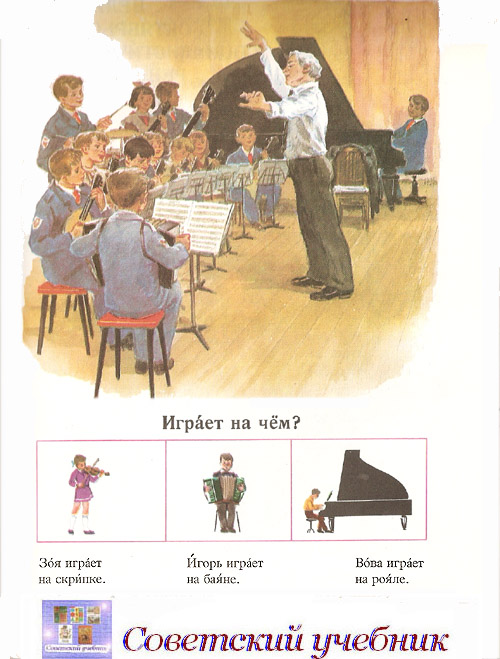 Игра́ет на чём?
Зо́я игра́ет
на скри́пке.
И́горь игра́ет
на бая́не.
Во́ва игра́ет
на роя́ле.
Советский учебник
Советский учебник